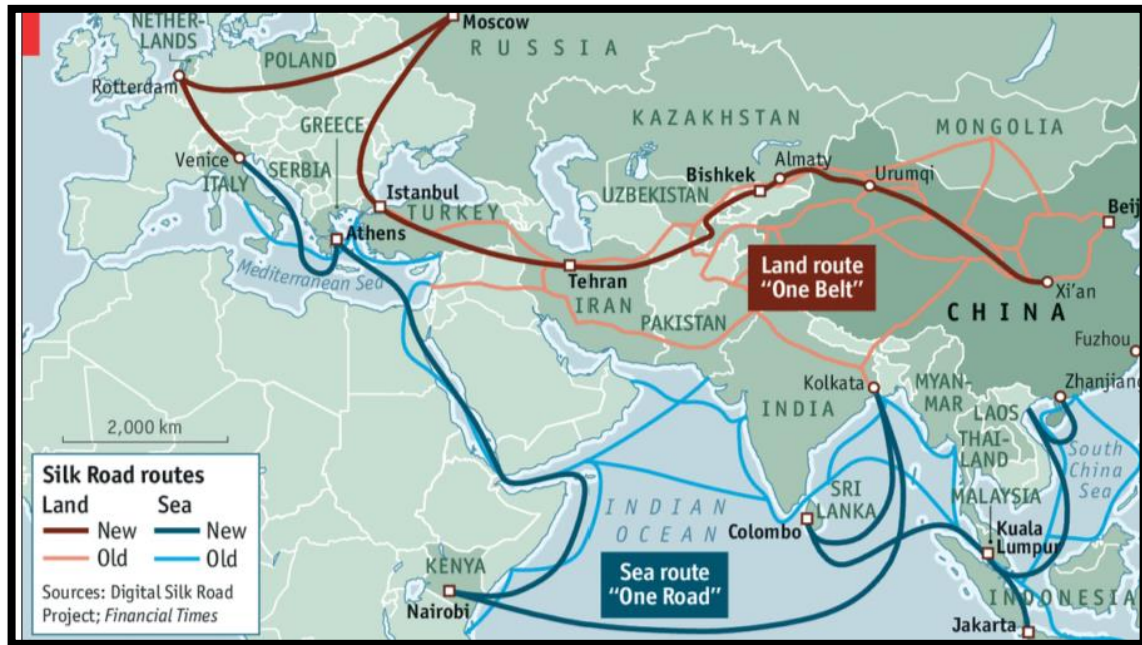 NETHER-
LANDS
Moscow
RUSSIA
POLAND
Rotterdam
KAZAKHSTAN
MONGOLIA
GREECE
Venice
ITALY
SERBIA
Almaty
Bishkek
Urumqi
UZBEKISTAN
Istanbul
TURKEY
Beij
Athens
Mediterranean Sea
Tehran
IRAN
Land route
"One Belt"
Xi'an
CHINA
PAKISTAN
Fuzhou
Kolkata
MYAN-
MAR
Zhanjiang
INDIA
LAOS
2,000 km
THAI-
LAND
South
China
Sea
SRI
LANKA
MALAYSIA
INDIAN
OCEAN
Colombo
Kuala
Lumpur
KENYA
Sea route
"One Road"
INDONESIA
Nairobi
Jakarta
Silk Road routes
Land Sea
New New
Old Old
Sources: Digital Silk Road
Project; Financial Times